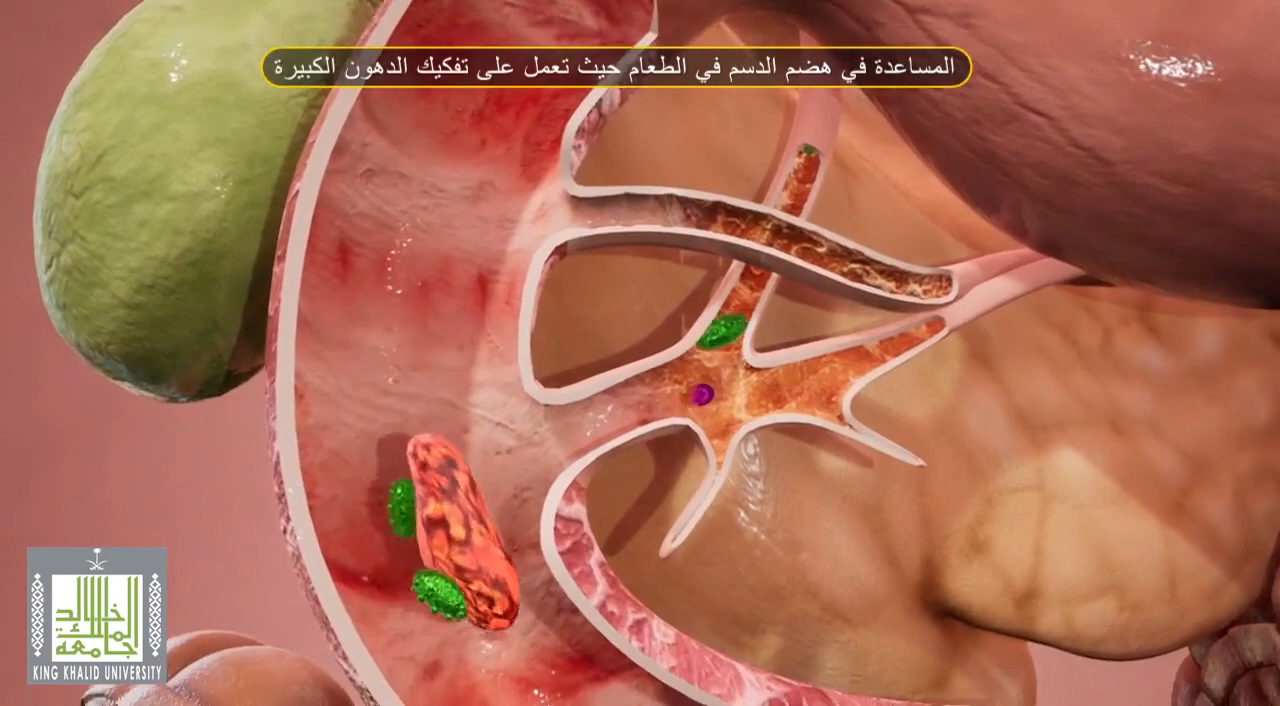 المساعدة في هضم الدسم في الطعام حيث تعمل على تفكيك الدهون الكبيرة
جامعة
الملك
خالد
KING KHALID UNIVERSITY